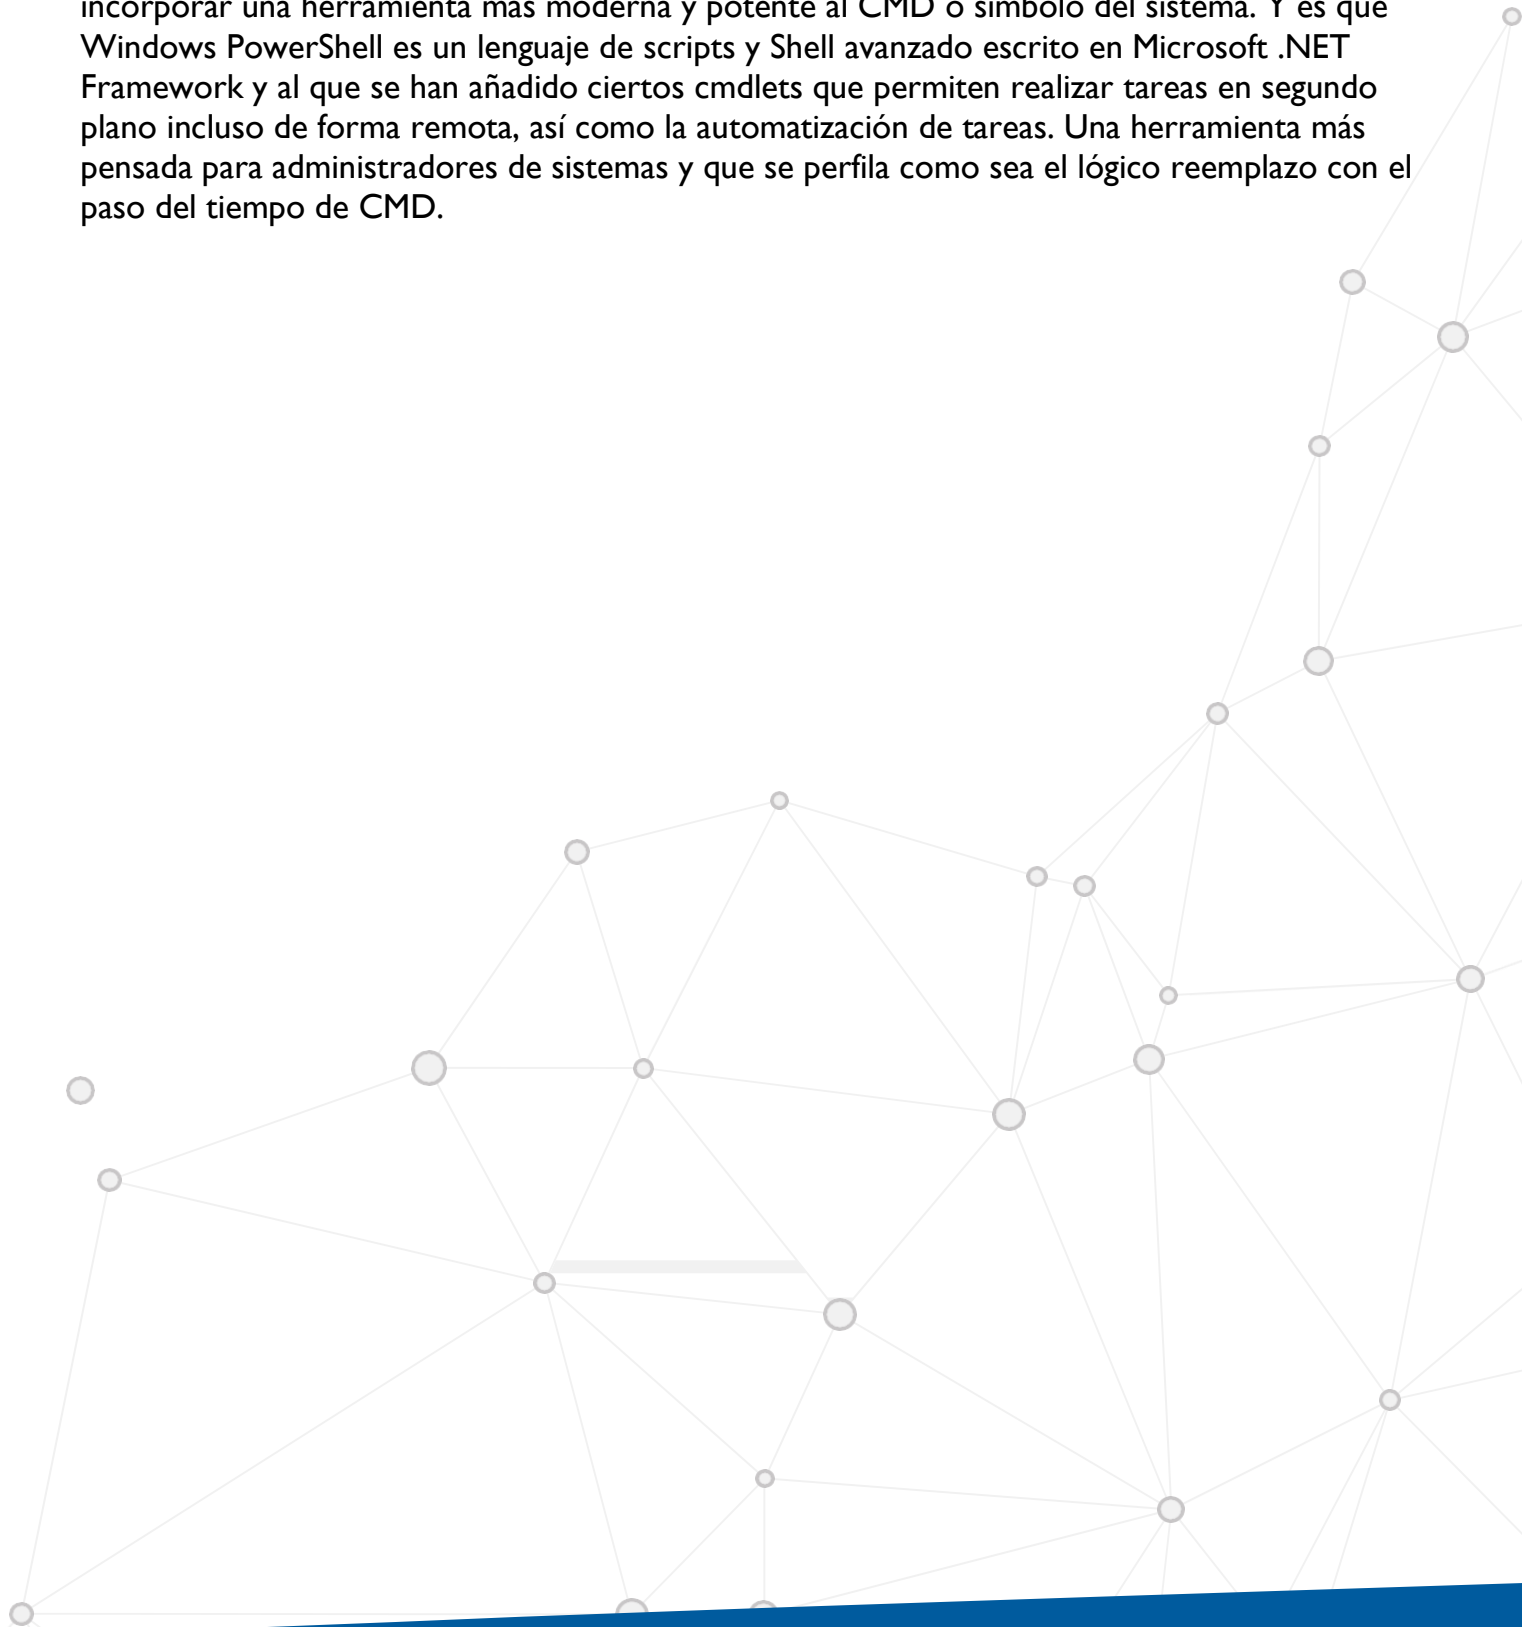 incorporar una herramienta más moderna y potente al CMD o símbolo del sistema. Y es que
Windows PowerShell es un lenguaje de scripts y Shell avanzado escrito en Microsoft .NET
Framework y al que se han añadido ciertos cmdlets que permiten realizar tareas en segundo
plano incluso de forma remota, así como la automatización de tareas. Una herramienta más
pensada para administradores de sistemas y que se perfila como sea el lógico reemplazo con el
paso del tiempo de CMD.